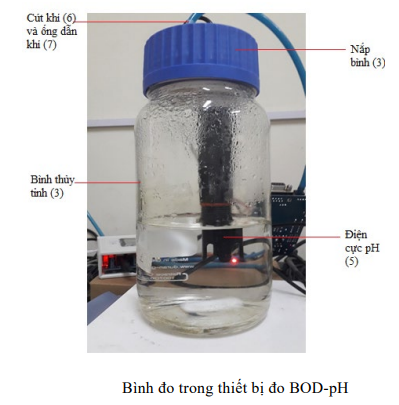 Cút khí (6)
và ống dẫn
khí (7)
Nắp
bình (3)
Bình thủy
tinh (3)
Điện
cực pH
(5)
Bình đo trong thiết bị đo BOD-pH